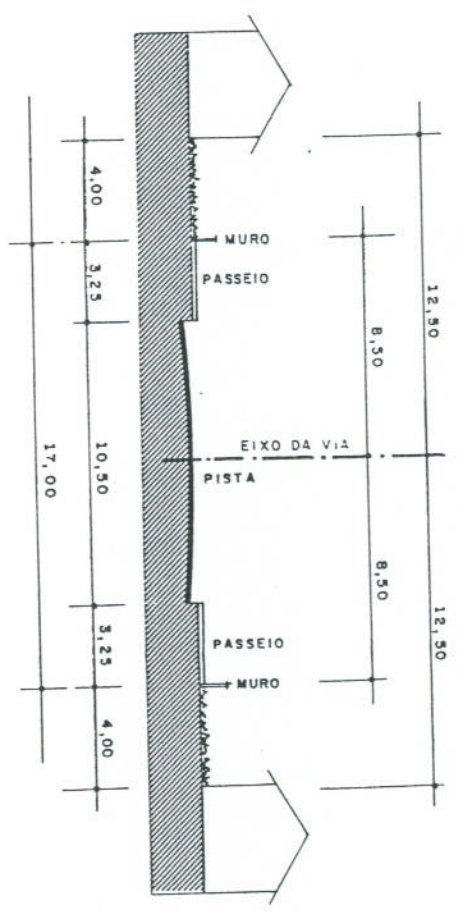 4,00
MURO
3,25
PASSEIO
12,50
8,50
EIXO DA VIA
10,50
PISTA
17,00
8,50
12,50
3,25
PASSEIO
MURO
4,00